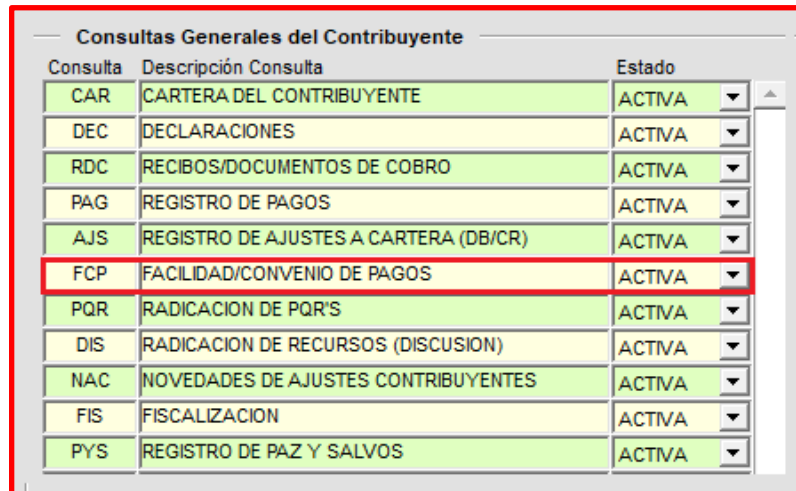 Consultas Generales del Contribuyente
Consulta Descripción Consulta Estado
CAR CARTERA DEL CONTRIBUYENTE ACTIVA
DEC DECLARACIONES ACTIVA
RDC RECIBOS/DOCUMENTOS DE COBRO ACTIVA
PAG REGISTRO DE PAGOS ACTIVA
AJS REGISTRO DE AJUSTES A CARTERA (DB/CR) ACTIVA
FCP FACILIDAD/CONVENIO DE PAGOS ACTIVA
PQR RADICACION DE PQR'S ACTIVA
DIS RADICACION DE RECURSOS (DISCUSION) ACTIVA
NAC NOVEDADES DE AJUSTES CONTRIBUYENTES ACTIVA
FIS FISCALIZACION ACTIVA
PYS REGISTRO DE PAZ Y SALVOS ACTIVA